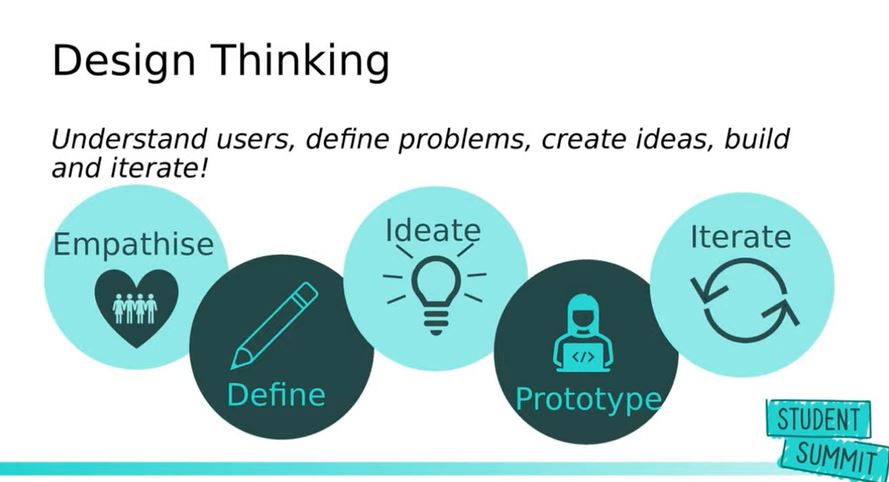 Design Thinking
Understand users, define problems, create ideas, build
and iterate!
Empathise
Define
Ideate
</>
Prototype
Iterate
STUDENT
SUMMIT